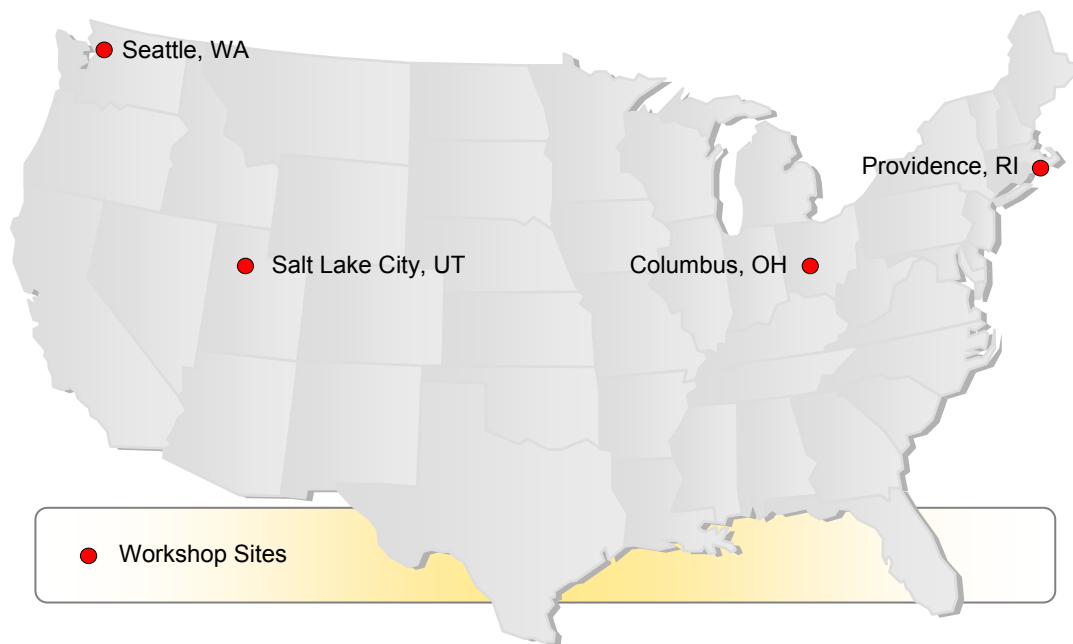 Seattle, WA
Providence, RI
Salt Lake City, UT
Columbus, OH
Workshop Sites